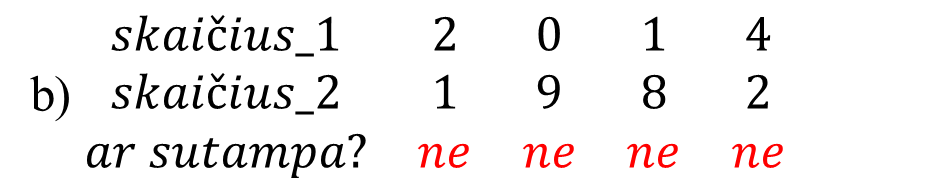 skaičius_1 2 0 1 4
b) skaičius_2 1 9 8 2
ar sutampa? ne ne ne ne